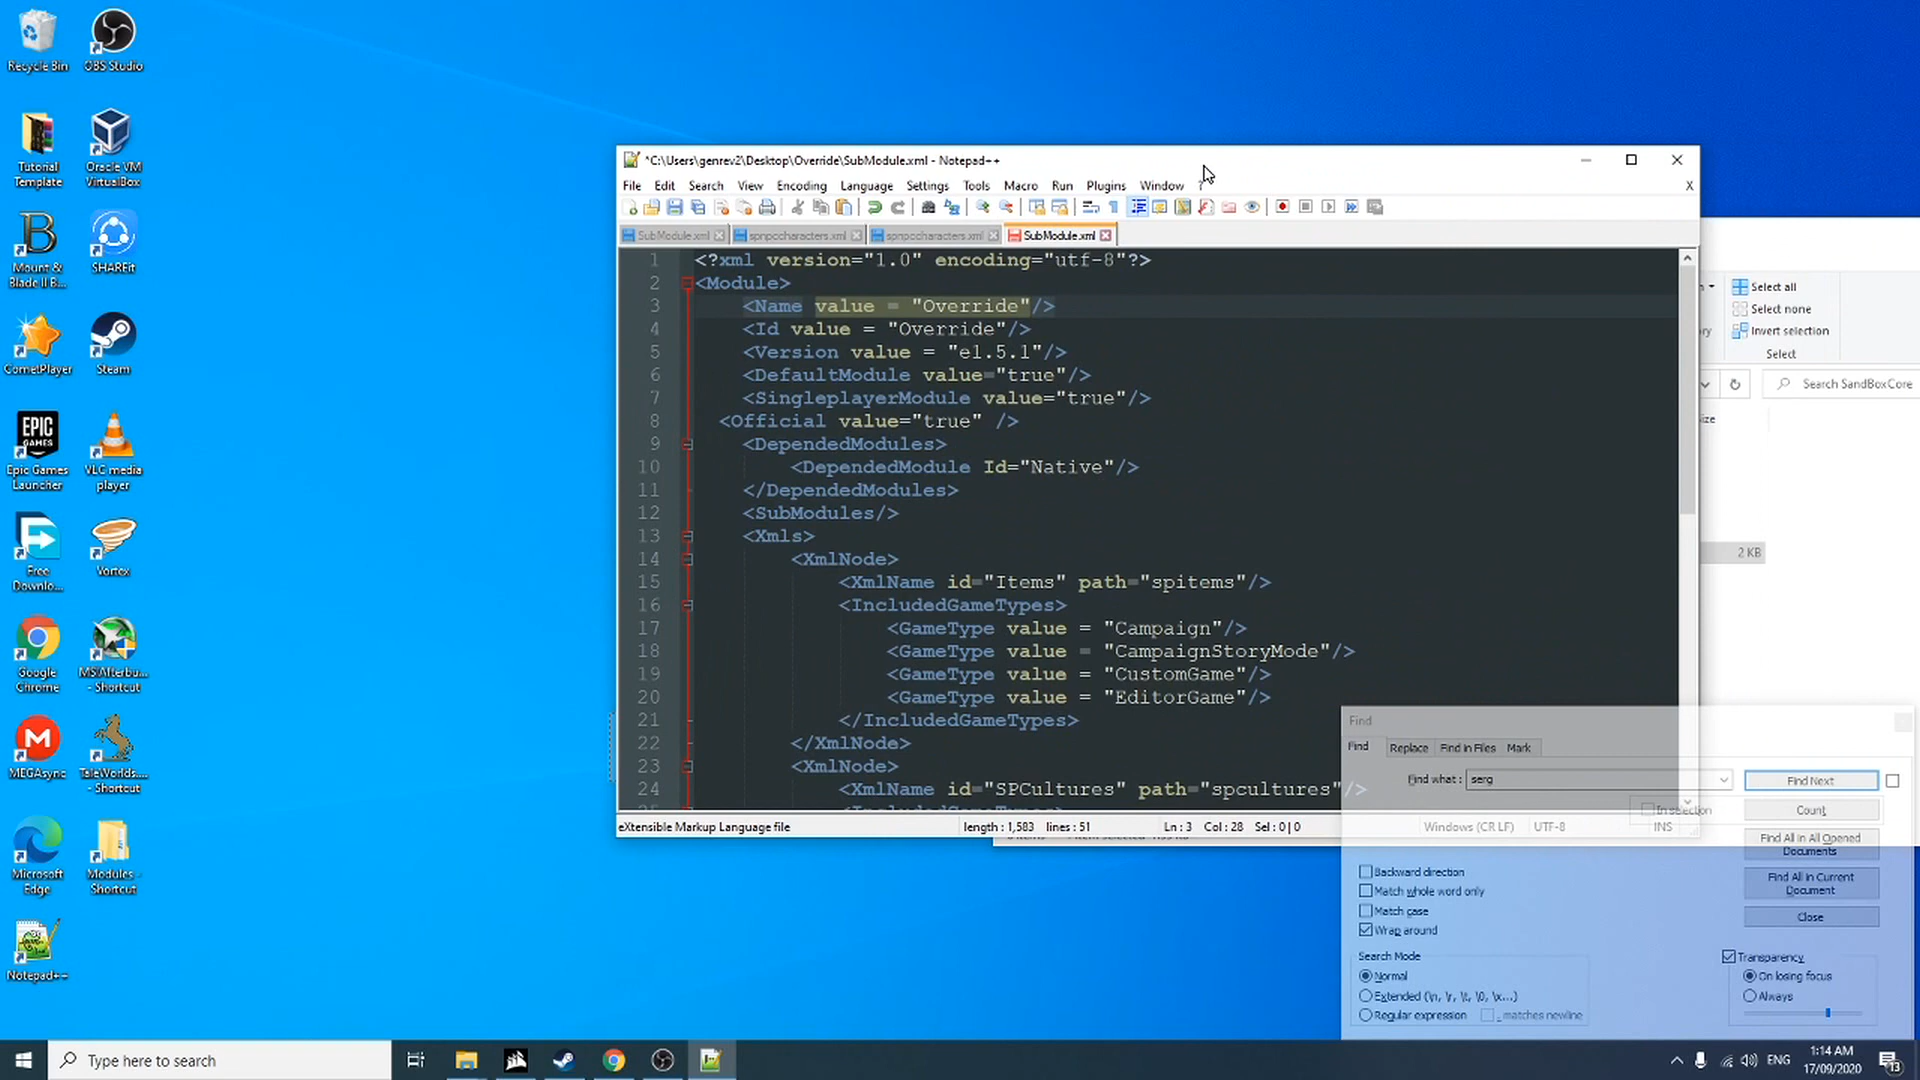 Recycle Bin
OBS Studio
Tutorial Template
Oracle VM VirtualBox
Mount & Blade II B...
SHAREit
CometPlayer
Steam
EPIC GAMES
Epic Games Launcher
VLC media player
Free Downlo...
Vortex
Google Chrome
MSIAfterbu... - Shortcut
MEGAsync
TaleWorlds.... - Shortcut
Microsoft Edge
Modules - Shortcut
Notepad++
*C:\Users\genrev2\Desktop\Override\SubModule.xml - Notepad++
File Edit Search View Encoding Language Settings Tools Macro Run Plugins Window ? X
SubModule.xml spnpccharacters.xml spnpccharacters.xml SubModule.xml
1 <?xml version="1.0" encoding="utf-8"?>
2 <Module>
3 <Name value = "Override"/>
4 <Id value = "Override"/>
5 <Version value = "e1.5.1"/>
6 <DefaultModule value="true"/>
7 <SingleplayerModule value="true"/>
8 <Official value="true" />
9 <DependedModules>
10 <DependedModule Id="Native"/>
11 </DependedModules>
12 <SubModules/>
13 <Xmls>
14 <XmlNode>
15 <XmlName id="Items" path="spitems"/>
16 <IncludedGameTypes>
17 <GameType value = "Campaign"/>
18 <GameType value = "CampaignStoryMode"/>
19 <GameType value = "CustomGame"/>
20 <GameType value = "EditorGame"/>
21 </IncludedGameTypes>
22 </XmlNode>
23 <XmlNode>
24 <XmlName id="SPCultures" path="spcultures"/>
eXtensible Markup Language file length : 1,583 lines : 51 Ln : 3 Col : 28 Sel : 0 | 0 Windows (CR LF) UTF-8 INS
Select all
Select none
Invert selection
Select
Search SandBoxCore
2 KB
Find
Find Replace Find in Files Mark
Find what : serg Find Next
In selection Count
Find All in All Opened Documents
Backward direction
Find All in Current Document
Match whole word only
Match case Close
Wrap around
Search Mode
Normal
Extended (\n, \r, \t, \0, \x...)
Regular expression . matches newline
Transparency
On losing focus
Always
Type here to search
ENG
1:14 AM
17/09/2020
13